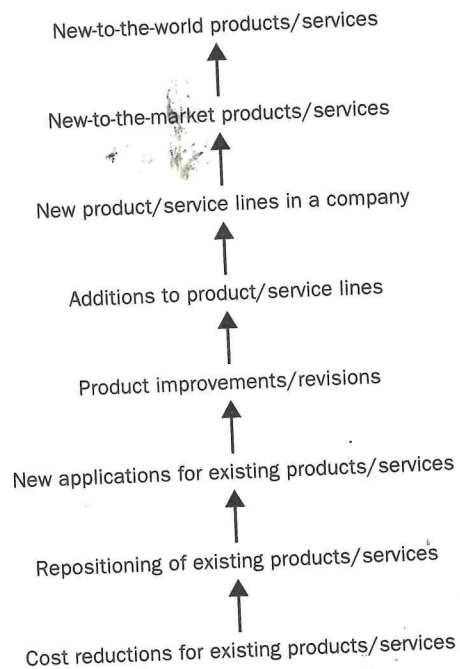 New-to-the-world products/services
New-to-the-market products/services
New product/service lines in a company
Additions to product/service lines
Product improvements/revisions
New applications for existing products/services
Repositioning of existing products/services
Cost reductions for existing products/services